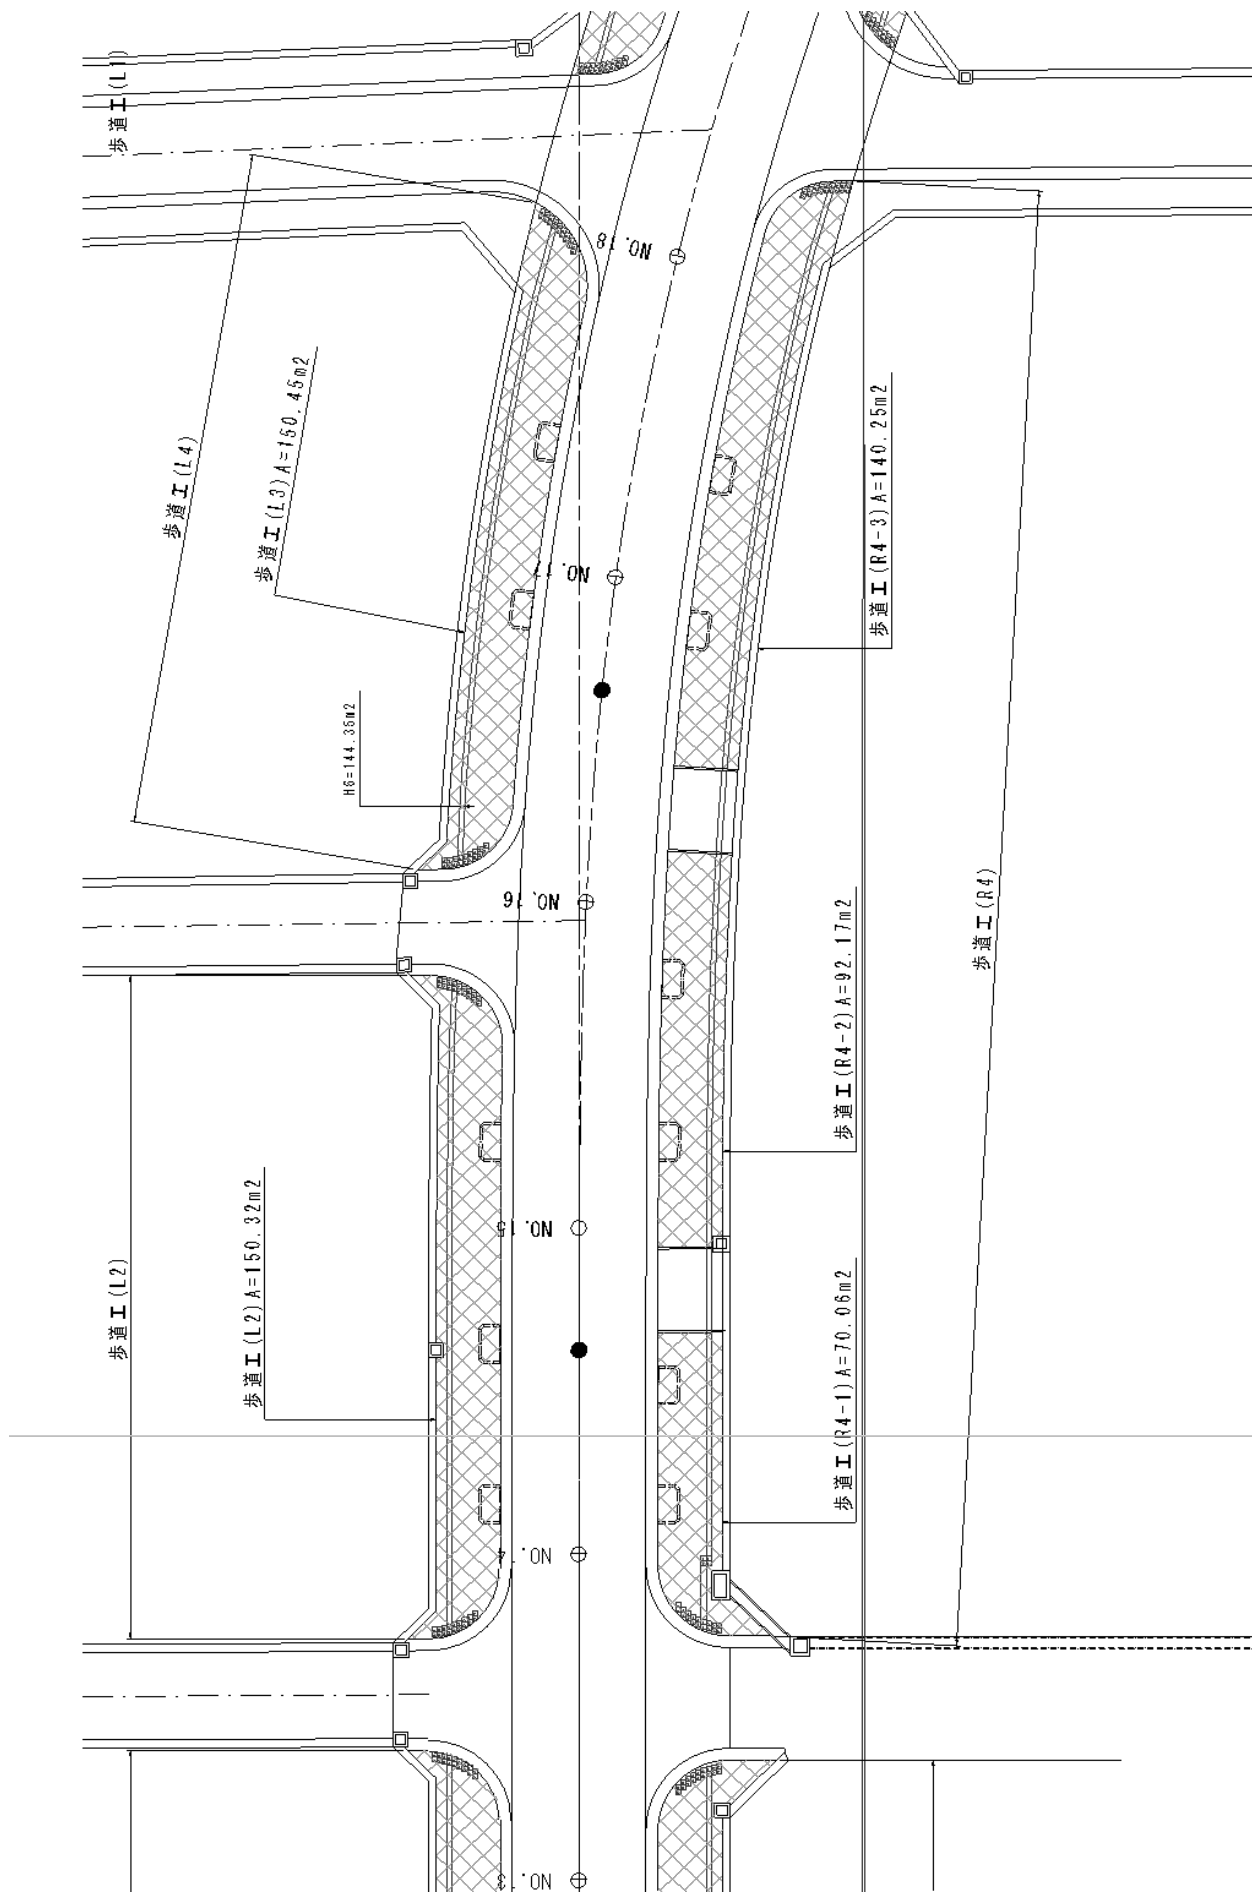 歩道工(L1)
NO.18
歩道工(L4)
歩道工(L3)A=150.45m2
歩道工(R4-3)A=140.25m2
NO.17
H6=144.35m2
NO.16
歩道工(R4)
歩道工(R4-2)A=92.17m2
歩道工(L2)
歩道工(L2)A=150.32m2
NO.15
歩道工(R4-1)A=70.06m2
NO.14
NO.13